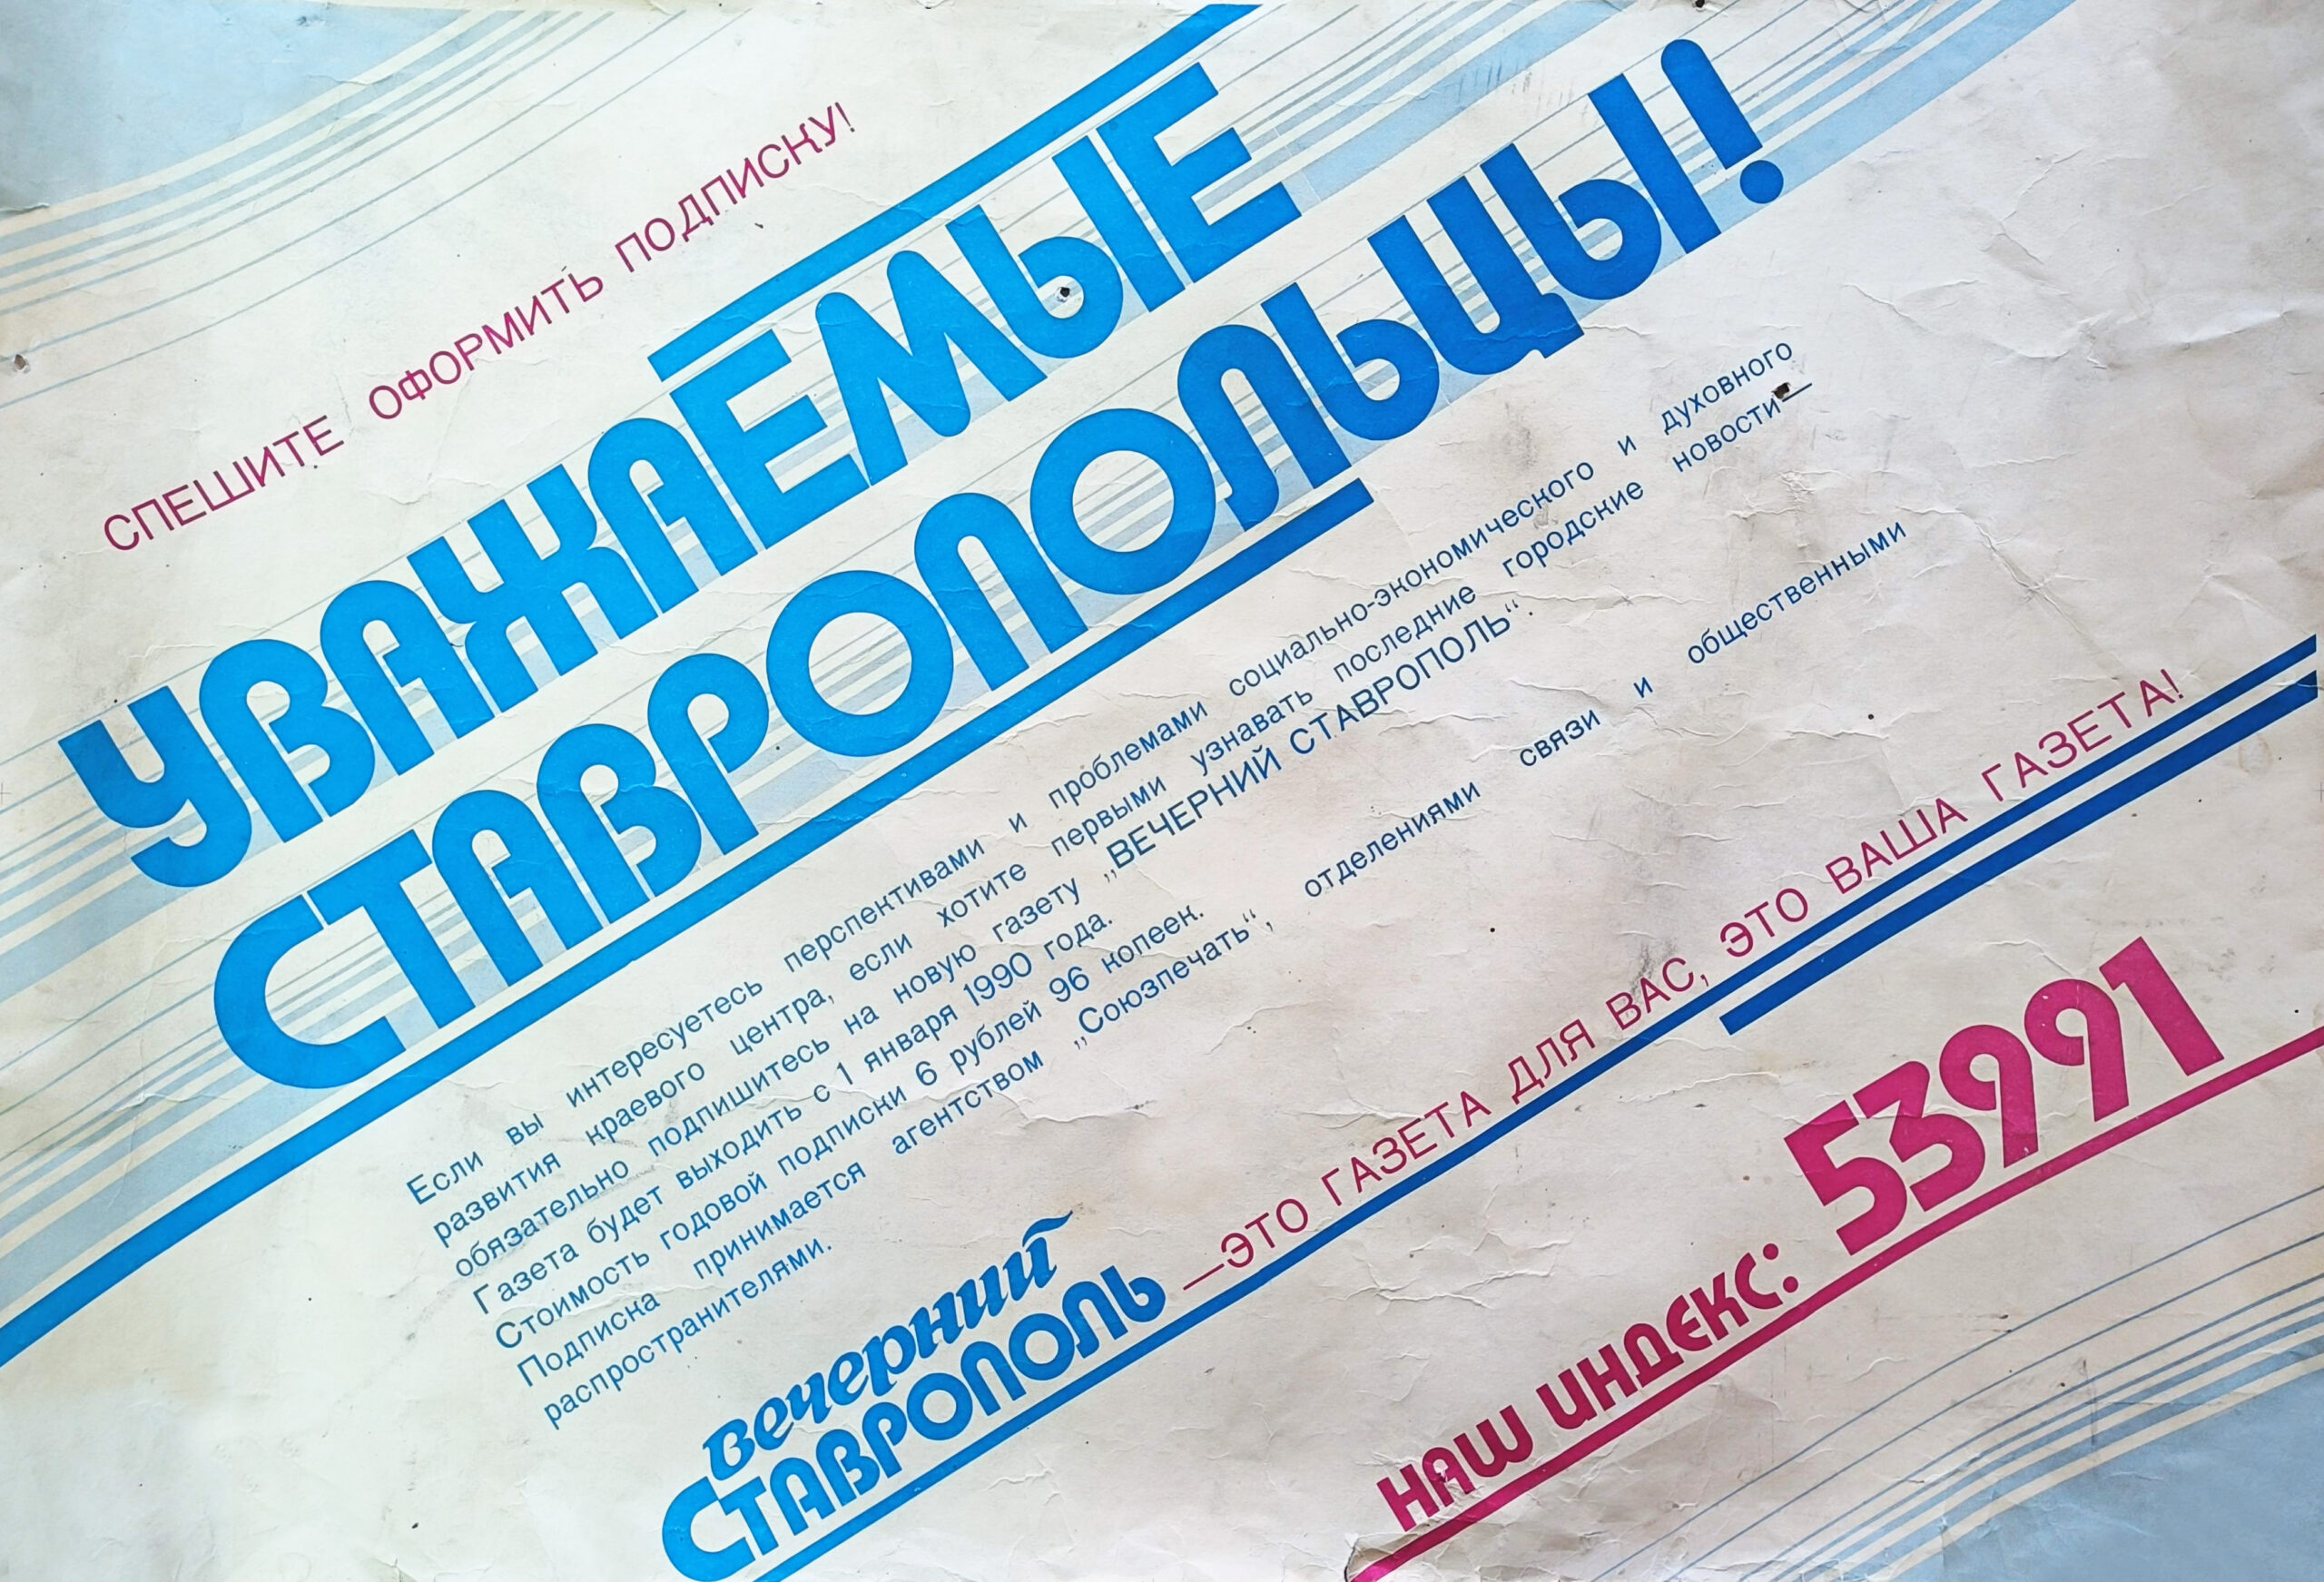 СПЕШИТЕ ОФОРМИТЬ ПОДПИСКУ!
УВАЖАЕМЫЕ
СТАВРОПОЛЬЦЫ!
Если вы интересуетесь перспективами и проблемами социально-экономического и духовного
развития краевого центра, если хотите первыми узнавать последние городские новости—
обязательно подпишитесь на новую газету „ВЕЧЕРНИЙ СТАВРОПОЛЬ“.
Газета будет выходить с 1 января 1990 года.
Стоимость годовой подписки 6 рублей 96 копеек.
Подписка принимается агентством „Союзпечать“, отделениями связи и общественными
распространителями.
вечерний
СТАВРОПОЛЬ —ЭТО ГАЗЕТА ДЛЯ ВАС, ЭТО ВАША ГАЗЕТА!
НАШ ИНДЕКС: 53991